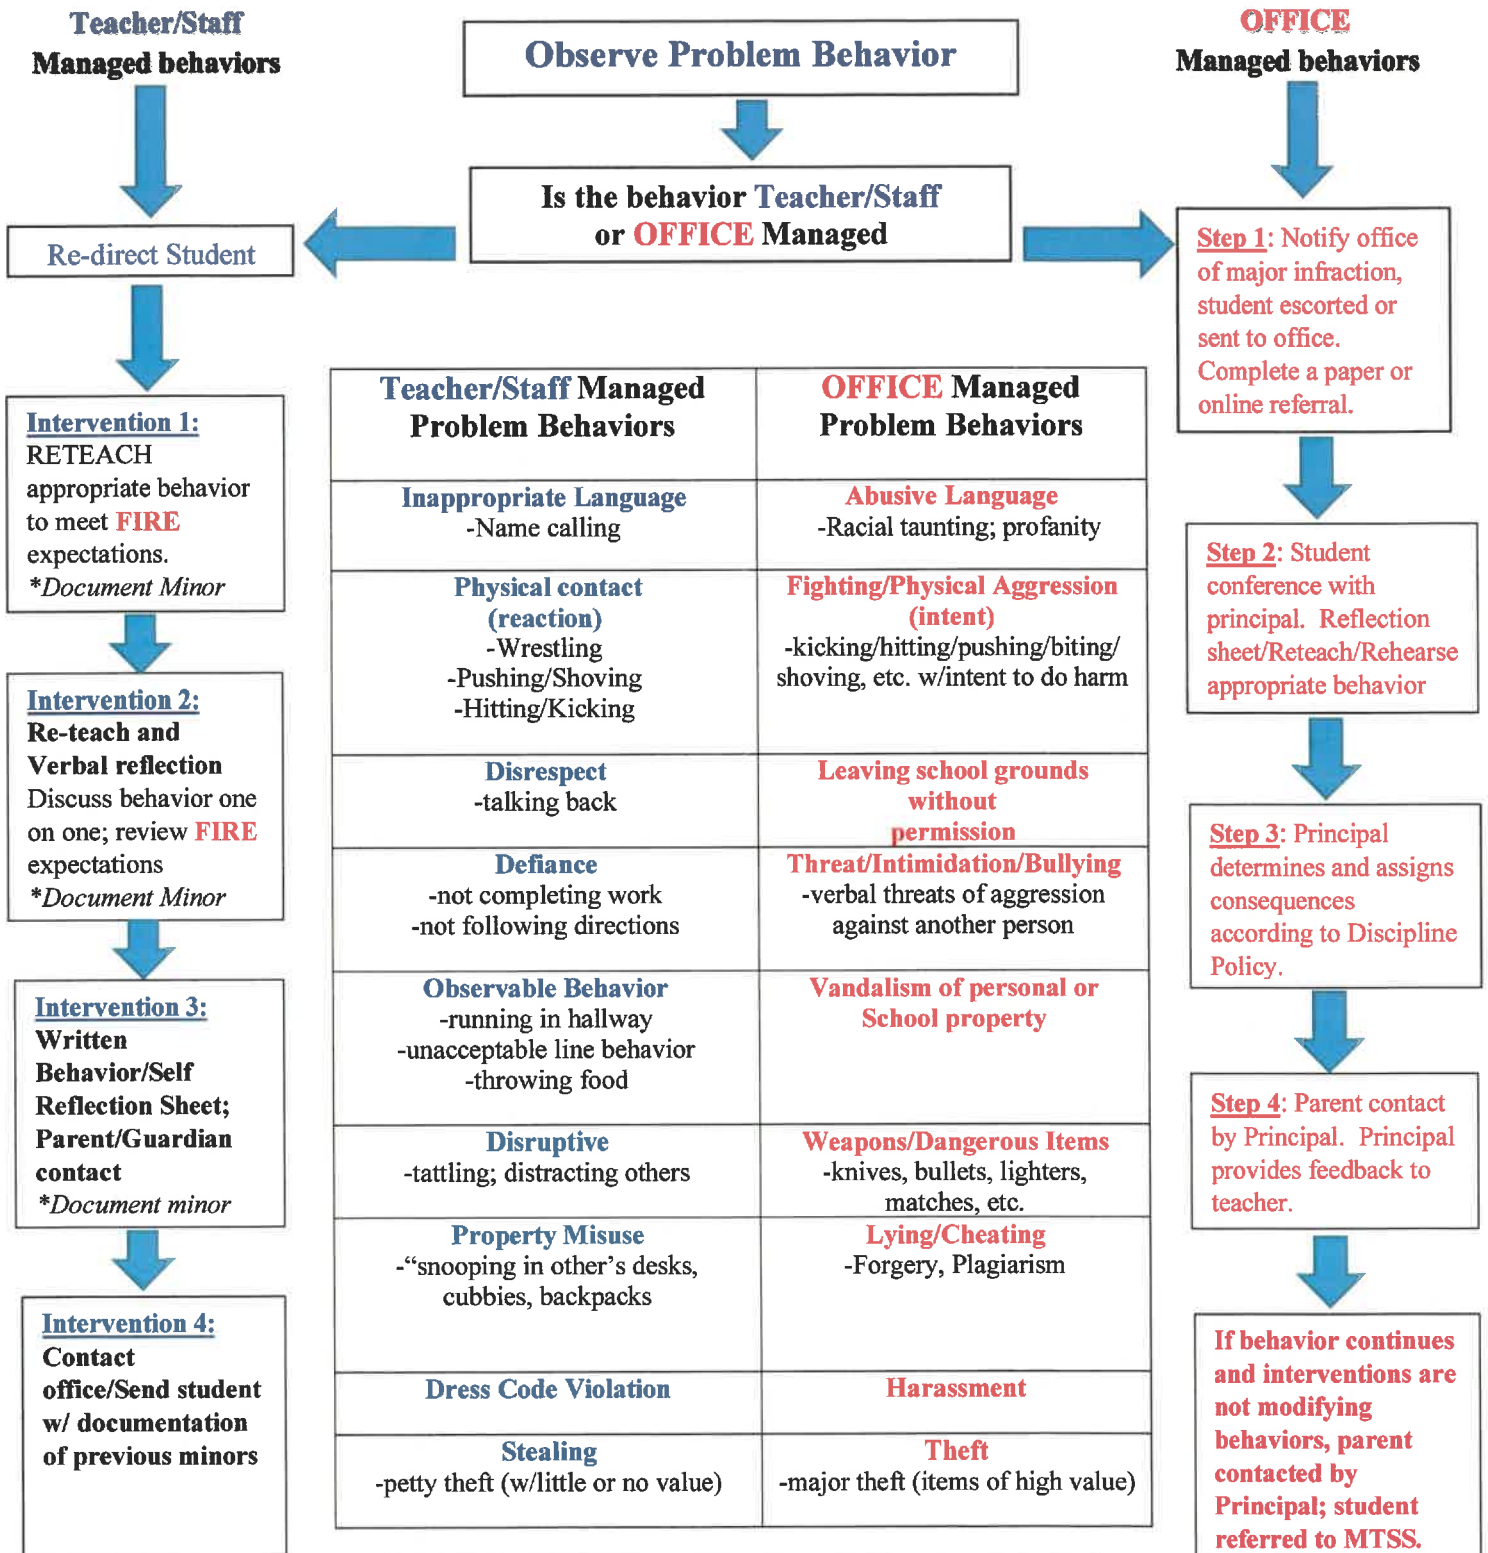 Teacher/Staff
Managed behaviors
Observe Problem Behavior
OFFICE
Managed behaviors
Is the behavior Teacher/Staff
or OFFICE Managed
Re-direct Student
Intervention 1:
RETEACH
appropriate behavior
to meet FIRE
expectations.
*Document Minor
Intervention 2:
Re-teach and
Verbal reflection
Discuss behavior one
on one; review FIRE
expectations
*Document Minor
Intervention 3:
Written
Behavior/Self
Reflection Sheet;
Parent/Guardian
contact
*Document minor
Intervention 4:
Contact
office/Send student
w/ documentation
of previous minors
Teacher/Staff Managed
Problem Behaviors
OFFICE Managed
Problem Behaviors
Inappropriate Language
-Name calling
Abusive Language
-Racial taunting; profanity
Physical contact
(reaction)
-Wrestling
-Pushing/Shoving
-Hitting/Kicking
Fighting/Physical Aggression
(intent)
-kicking/hitting/pushing/biting/
shoving, etc. w/intent to do harm
Disrespect
-talking back
Leaving school grounds
without
permission
Defiance
-not completing work
-not following directions
Threat/Intimidation/Bullying
-verbal threats of aggression
against another person
Observable Behavior
-running in hallway
-unacceptable line behavior
-throwing food
Vandalism of personal or
School property
Disruptive
-tattling; distracting others
Weapons/Dangerous Items
-knives, bullets, lighters,
matches, etc.
Property Misuse
-“snooping in other’s desks,
cubbies, backpacks
Lying/Cheating
-Forgery, Plagiarism
Dress Code Violation
Harassment
Stealing
-petty theft (w/little or no value)
Theft
-major theft (items of high value)
Step 1: Notify office
of major infraction,
student escorted or
sent to office.
Complete a paper or
online referral.
Step 2: Student
conference with
principal. Reflection
sheet/Reteach/Rehearse
appropriate behavior
Step 3: Principal
determines and assigns
consequences
according to Discipline
Policy.
Step 4: Parent contact
by Principal. Principal
provides feedback to
teacher.
If behavior continues
and interventions are
not modifying
behaviors, parent
contacted by
Principal; student
referred to MTSS.